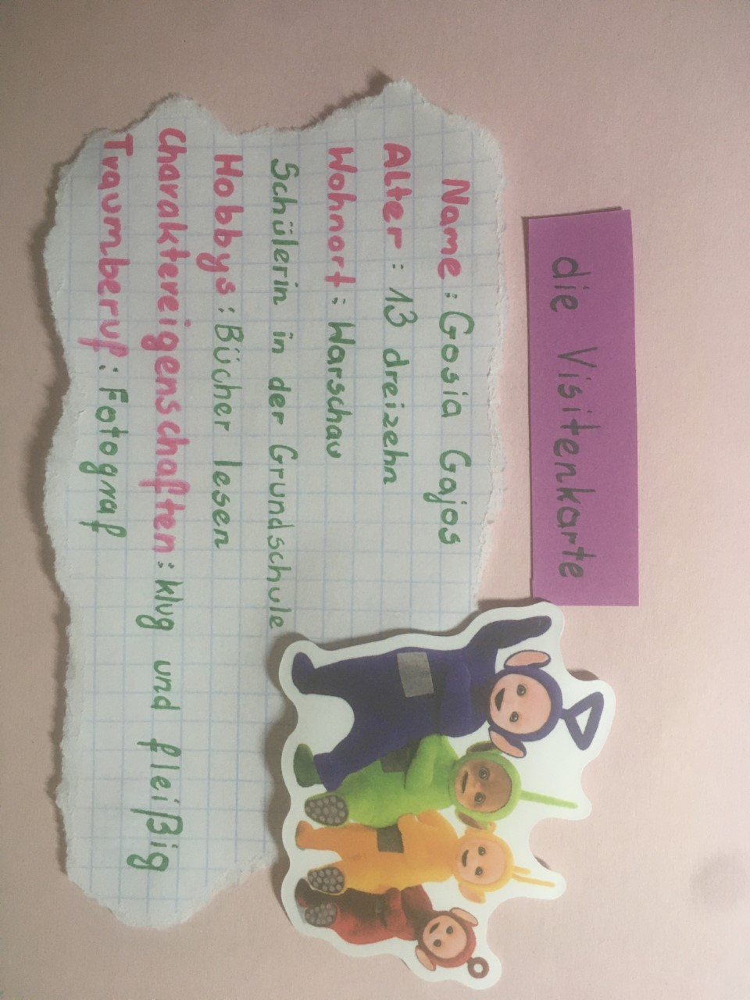 die Visitenkarte
Name: Gosia Gajos
Alter: 13 dreizehn
Wohnort: Warschau
Schülerin in der Grundschule
Hobbys: Bücher lesen
Charaktereigenschaften: klug und fleißig
Traumberuf: Fotograf